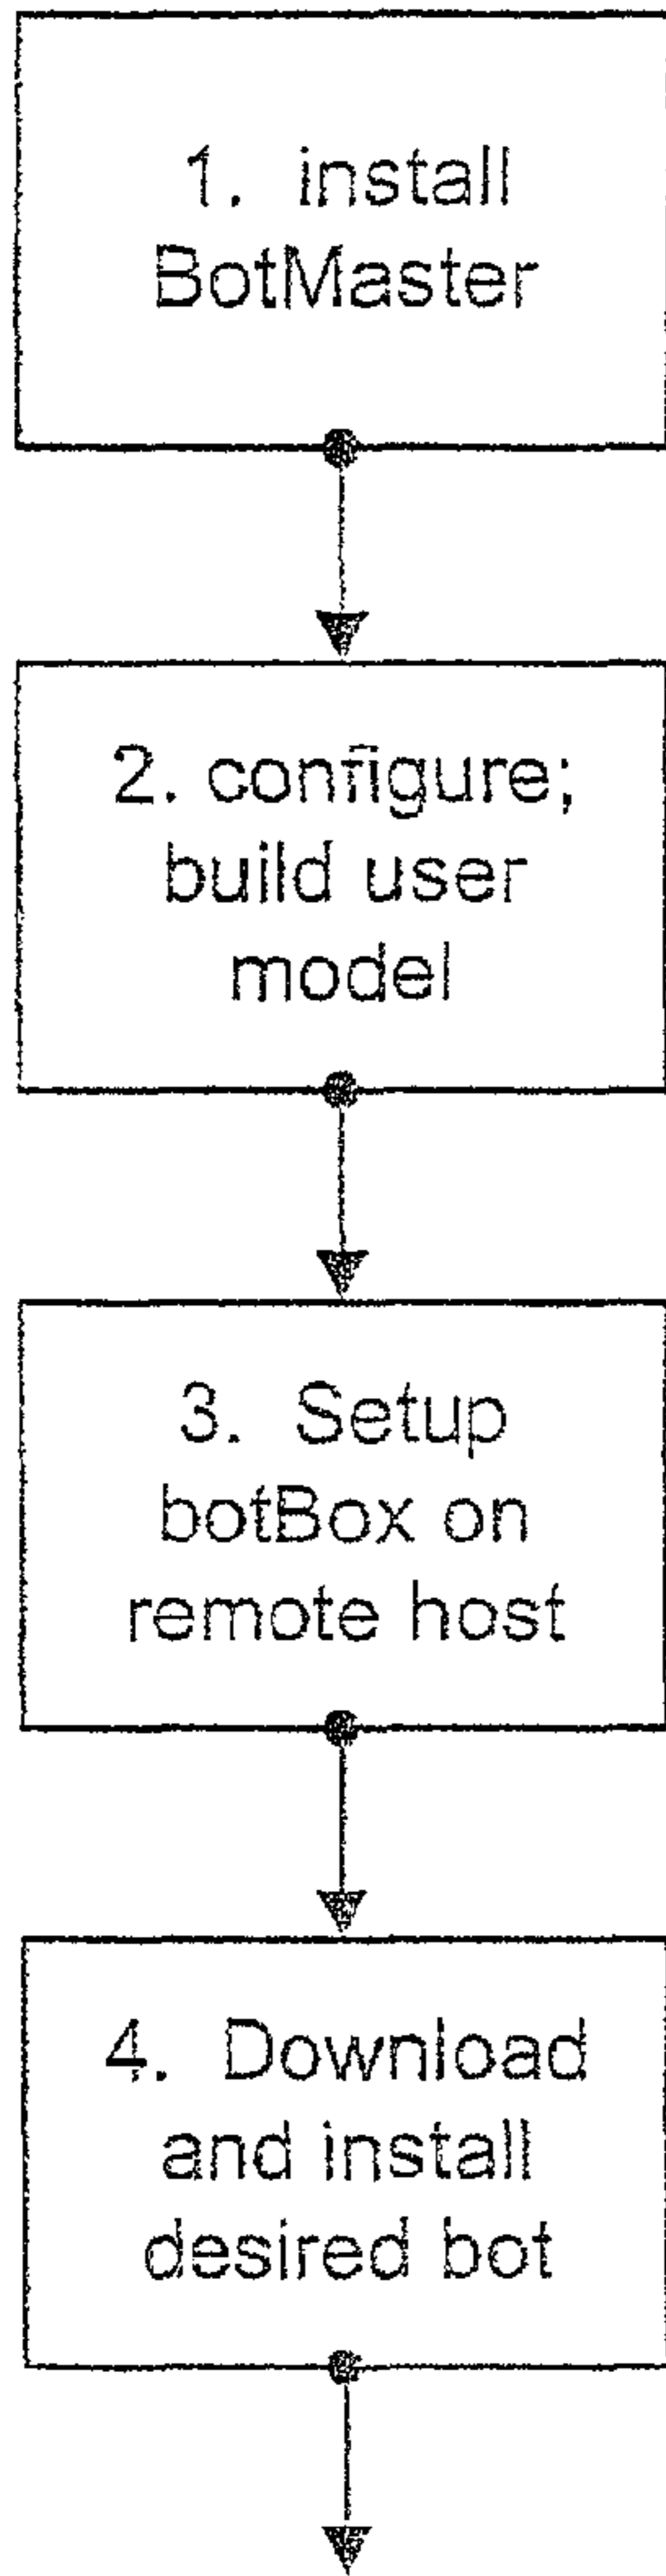 1. install
BotMaster
2. configure;
build user
model
3. Setup
botBox on
remote host
4. Download
and install
desired bot